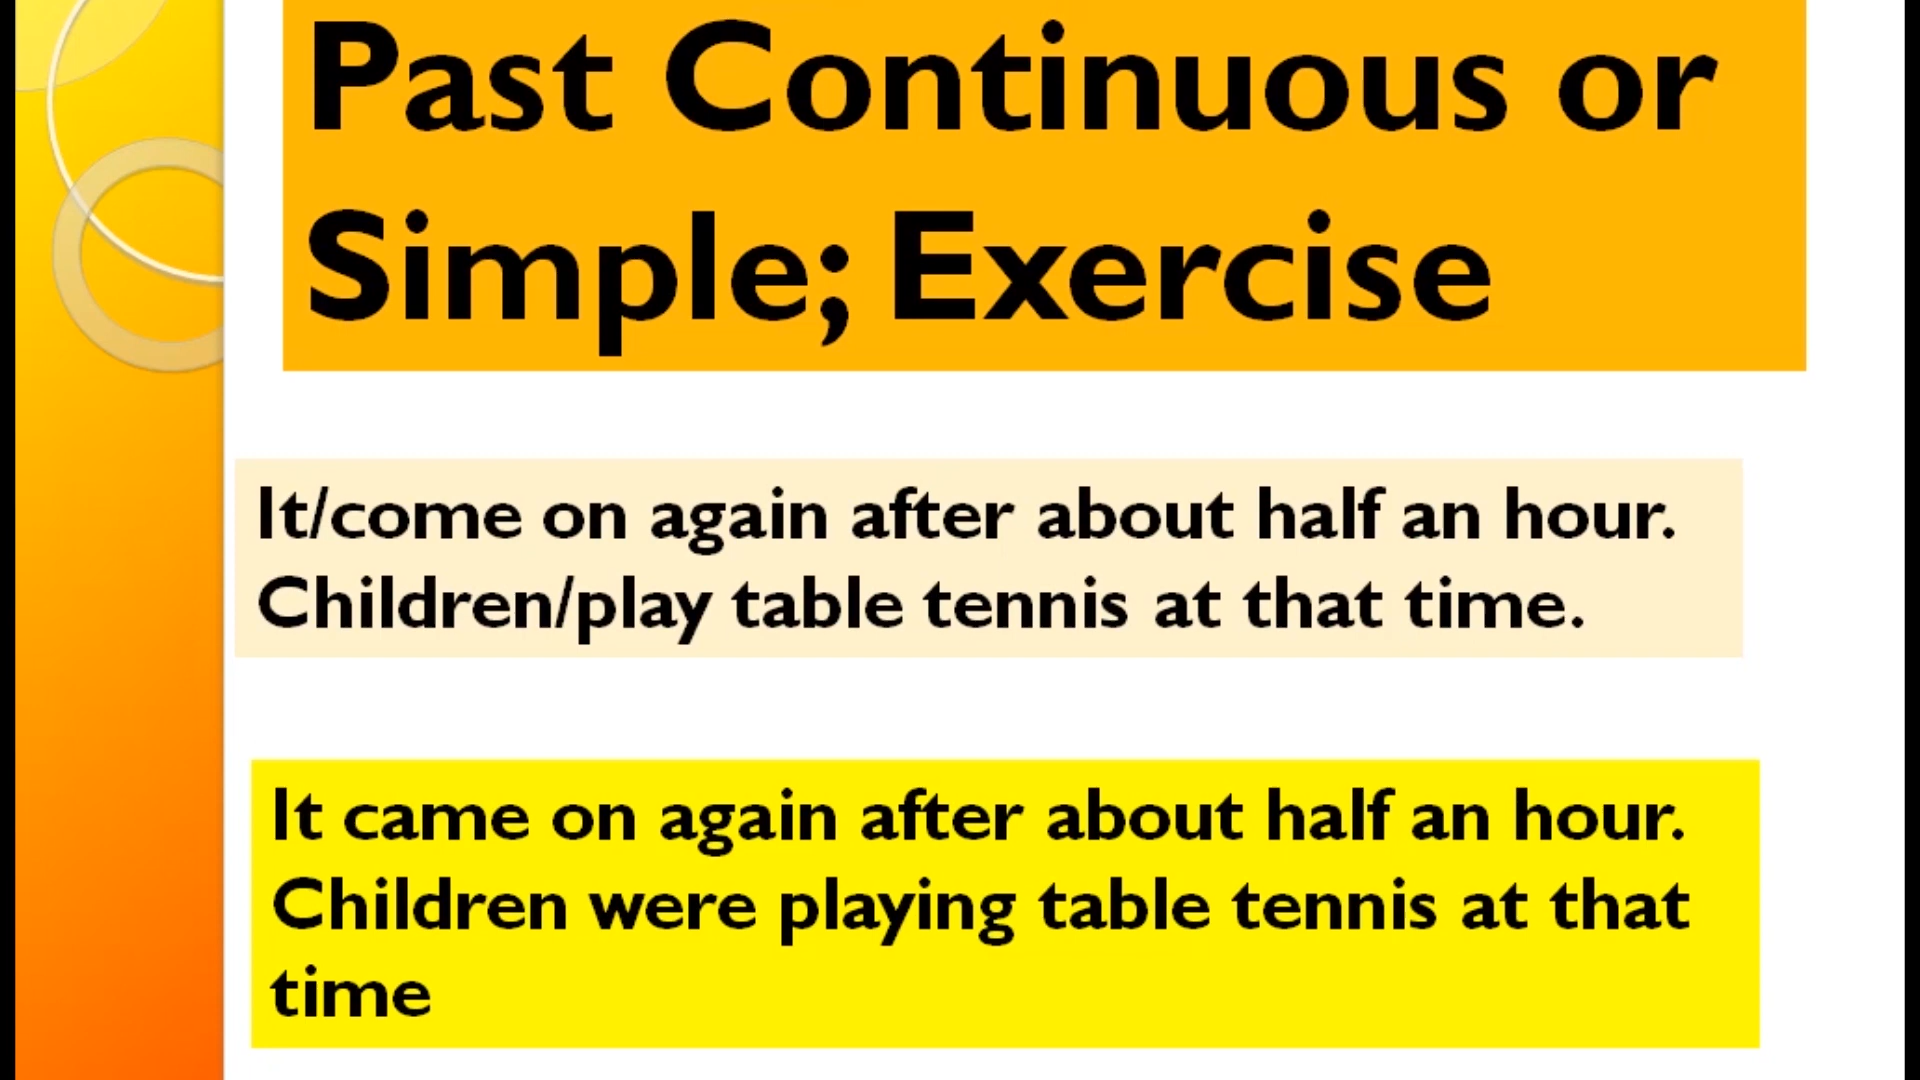 Past Continuous or
Simple; Exercise
It/come on again after about half an hour.
Children/play table tennis at that time.
It came on again after about half an hour.
Children were playing table tennis at that
time